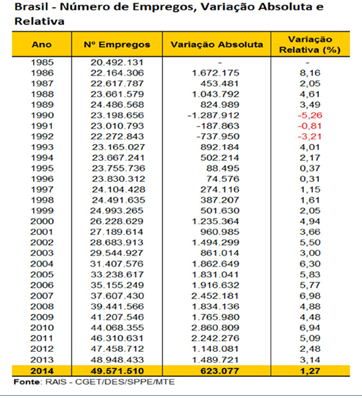 Brasil - Número de Empregos, Variação Absoluta e
Relativa
Ano Nº Empregos Variação Absoluta Variação
Relativa (%)
1985 20.492.131 - -
1986 22.164.306 1.672.175 8,16
1987 22.617.787 453.481 2,05
1988 23.661.579 1.043.792 4,61
1989 24.486.568 824.989 3,49
1990 23.198.656 -1.287.912 -5,26
1991 23.010.793 -187.863 -0,81
1992 22.272.843 -737.950 -3,21
1993 23.165.027 892.184 4,01
1994 23.667.241 502.214 2,17
1995 23.755.736 88.495 0,37
1996 23.830.312 74.576 0,31
1997 24.104.428 274.116 1,15
1998 24.491.635 387.207 1,61
1999 24.993.265 501.630 2,05
2000 26.228.629 1.235.364 4,94
2001 27.189.614 960.985 3,66
2002 28.683.913 1.494.299 5,50
2003 29.544.927 861.014 3,00
2004 31.407.576 1.862.649 6,30
2005 33.238.617 1.831.041 5,83
2006 35.155.249 1.916.632 5,77
2007 37.607.430 2.452.181 6,98
2008 39.441.566 1.834.136 4,88
2009 41.207.546 1.765.980 4,48
2010 44.068.355 2.860.809 6,94
2011 46.310.631 2.242.276 5,09
2012 47.458.712 1.148.081 2,48
2013 48.948.433 1.489.721 3,14
2014 49.571.510 623.077 1,27
Fonte: RAIS - CGET/DES/SPPE/MTE